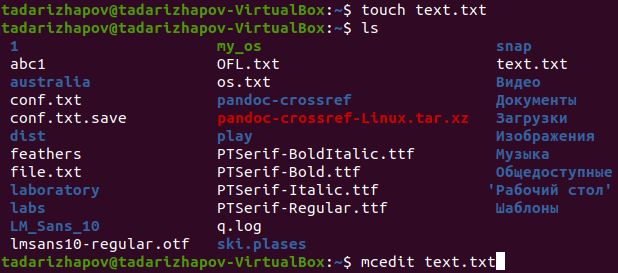 tadarizhapov@tadarizhapov-VirtualBox:~$ touch text.txt
tadarizhapov@tadarizhapov-VirtualBox:~$ ls
1 my_os snap
abc1 OFL.txt text.txt
australia os.txt Видео
conf.txt pandoc-crossref Документы
conf.txt.save pandoc-crossref-Linux.tar.xz Загрузки
dist play Изображения
feathers PTSerif-BoldItalic.ttf Музыка
file.txt PTSerif-Bold.ttf Общедоступные
laboratory PTSerif-Italic.ttf 'Рабочий стол'
labs PTSerif-Regular.ttf Шаблоны
LM_Sans_10 q.log
lmsans10-regular.otf ski.plases
tadarizhapov@tadarizhapov-VirtualBox:~$ mcedit text.txt